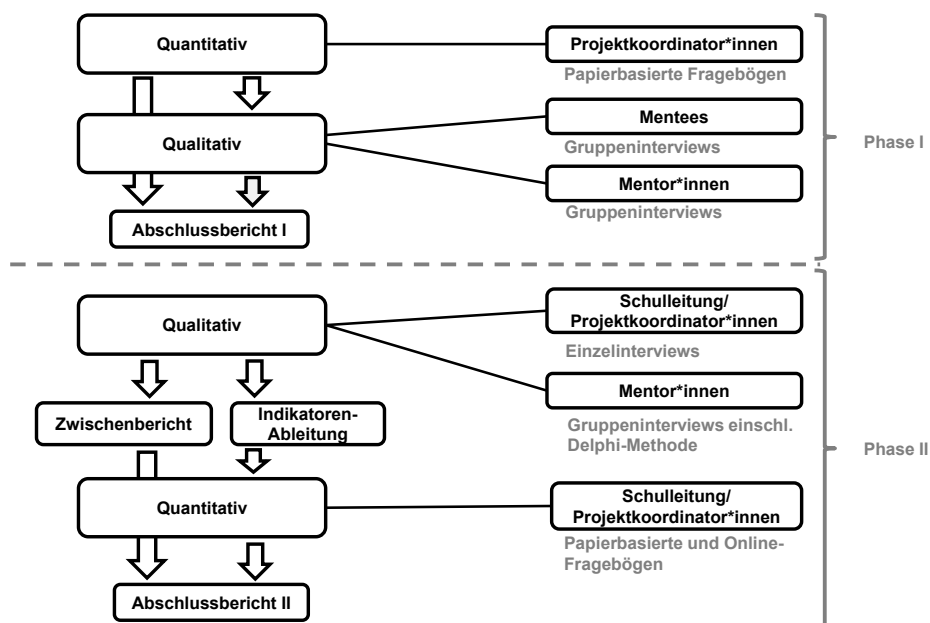 Quantitativ
Projektkoordinator*innen
Papierbasierte Fragebögen
Qualitativ
Mentees
Gruppeninterviews
Mentor*innen
Gruppeninterviews
Abschlussbericht I
Phase I
Qualitativ
Schulleitung/
Projektkoordinator*innen
Einzelinterviews
Mentor*innen
Gruppeninterviews einschl.
Delphi-Methode
Zwischenbericht
Indikatoren-
Ableitung
Quantitativ
Schulleitung/
Projektkoordinator*innen
Papierbasierte und Online-
Fragebögen
Abschlussbericht II
Phase II